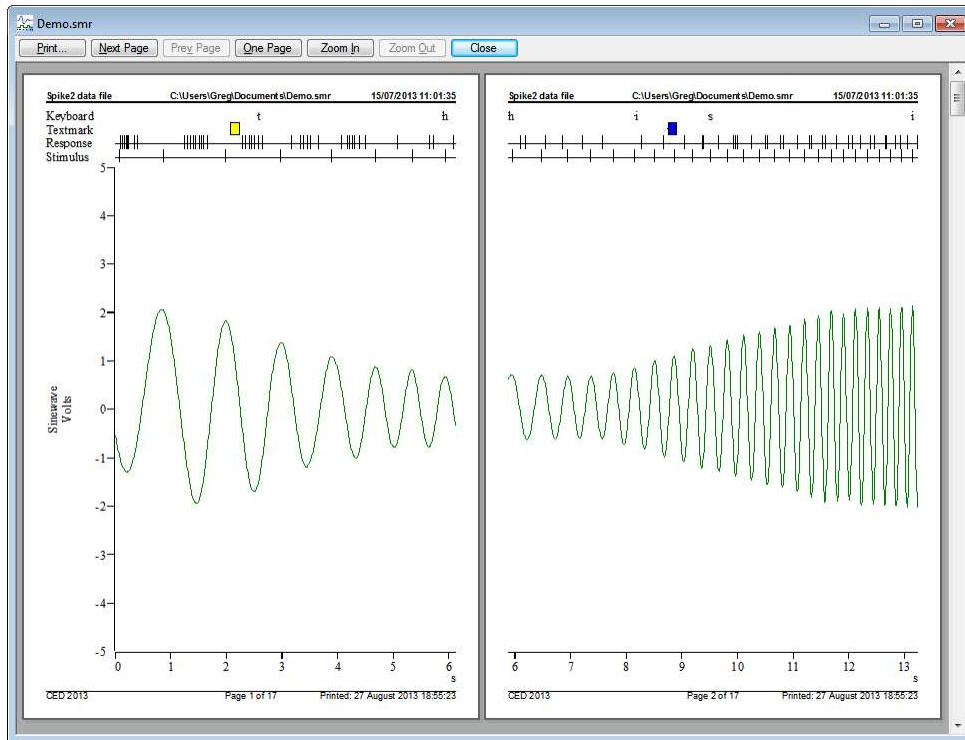 Demo.smr
Print... Next Page Prev Page One Page Zoom In Zoom Out Close
Spike2 data file C:\Users\Greg\Documents\Demo.smr 15/07/2013 11:01:35
Keyboard t h
Textmark
Response
Stimulus
5
4
3
2
1
0
-1
-2
-3
-4
-5
Sinewave
Volts
0 1 2 3 4 5 6
s
CED 2013 Page 1 of 17 Printed: 27 August 2013 18:55:23
Spike2 data file C:\Users\Greg\Documents\Demo.smr 15/07/2013 11:01:35
h i s i
6 7 8 9 10 11 12 13
s
CED 2013 Page 2 of 17 Printed: 27 August 2013 18:55:23